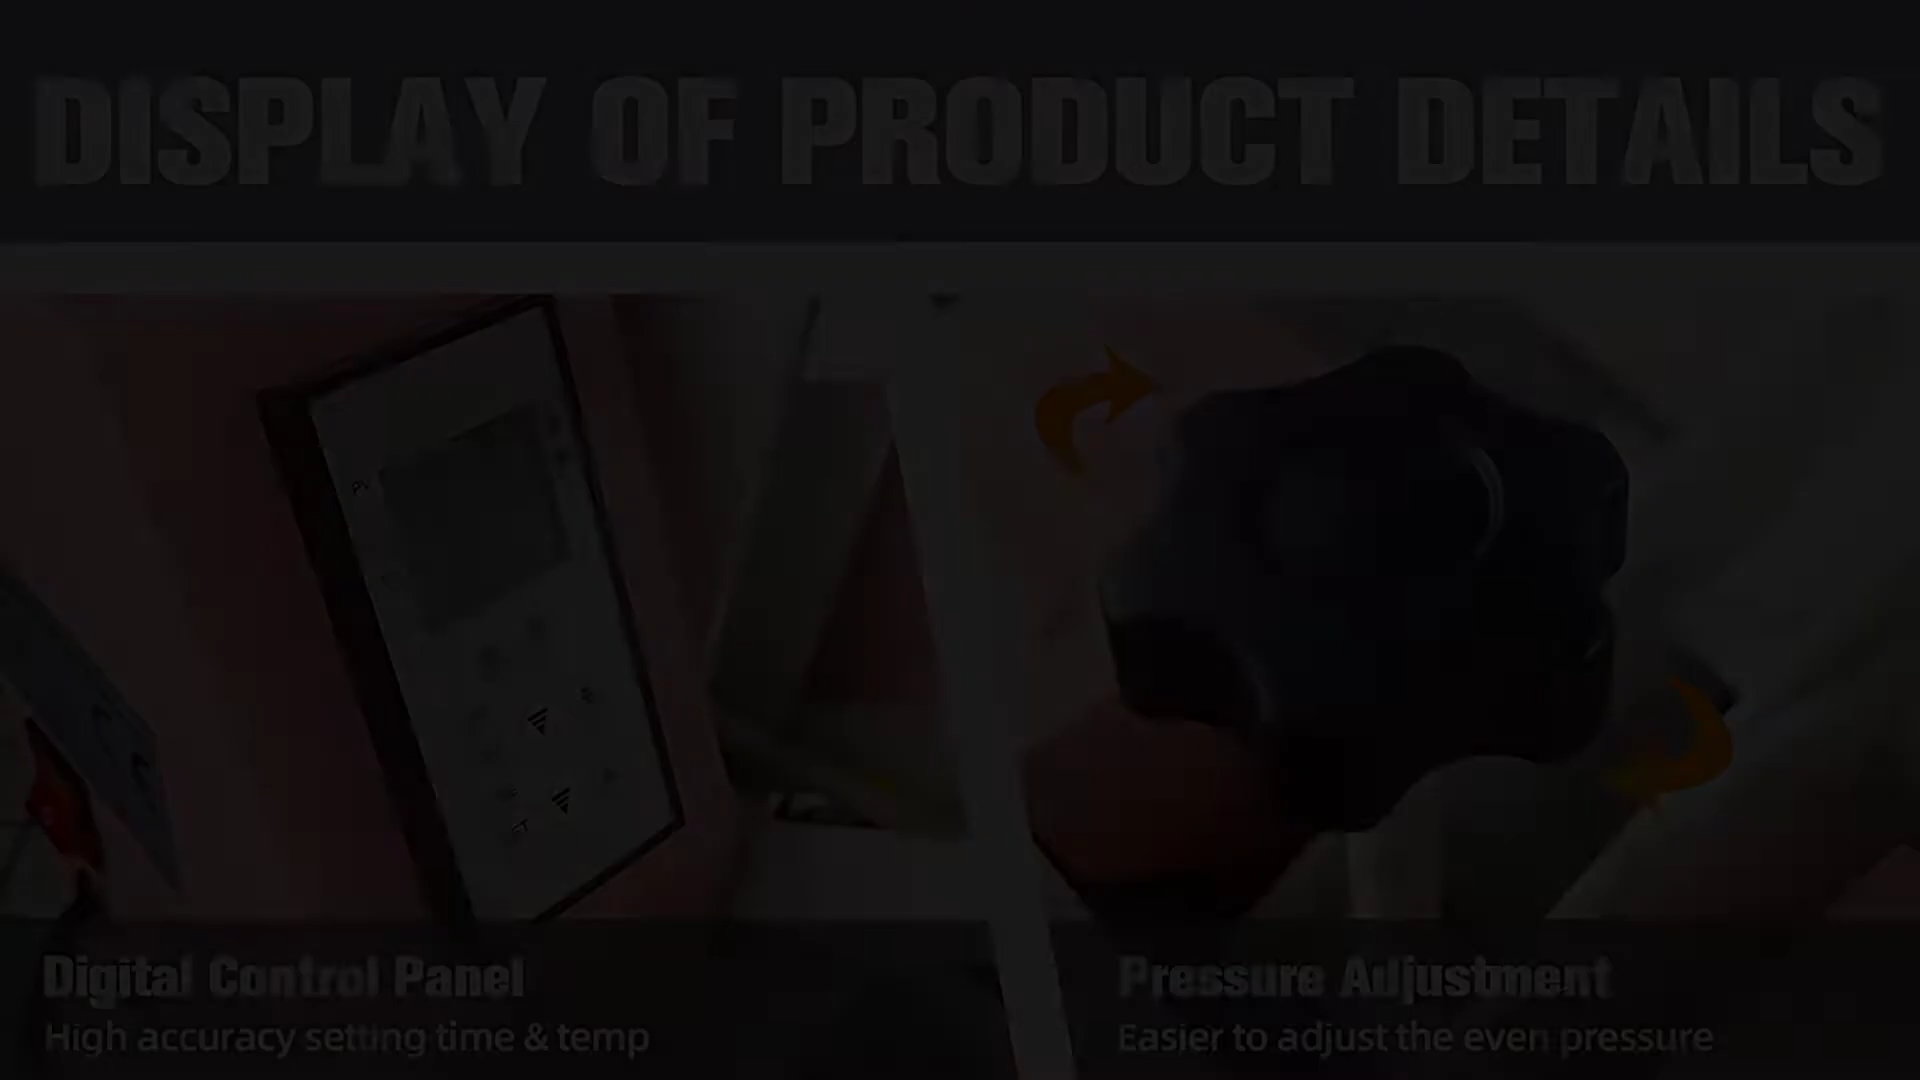 DISPLAY OF PRODUCT DETAILS
Digital Control Panel
High accuracy setting time & temp
Pressure Adjustment
Easier to adjust the even pressure